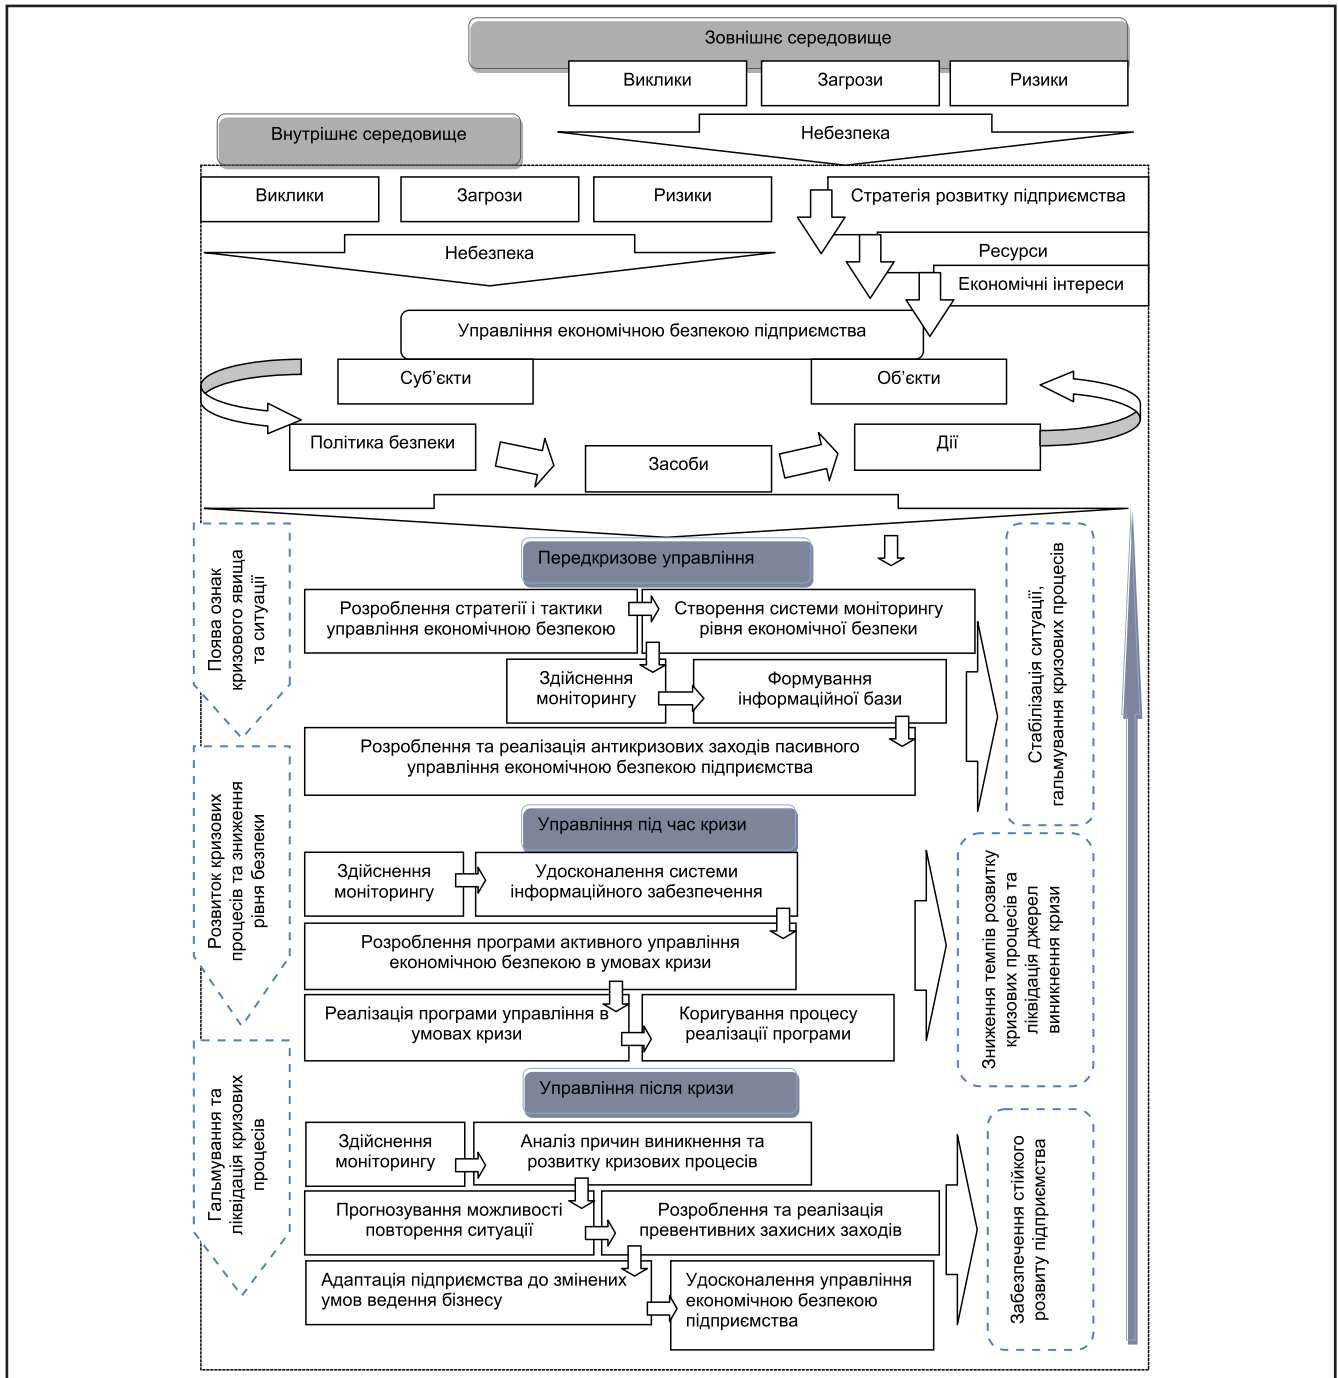 Зовнішнє середовище
Виклики
Загрози
Ризики
Небезпека
Внутрішнє середовище
Виклики
Загрози
Ризики
Небезпека
Стратегія розвитку підприємства
Ресурси
Економічні інтереси
Управління економічною безпекою підприємства
Суб’єкти
Об’єкти
Політика безпеки
Засоби
Дії
Поява ознак
кризового явища
та ситуації
Передкризове управління
Розроблення стратегії і тактики
управління економічною безпекою
Створення системи моніторингу
рівня економічної безпеки
Здійснення
моніторингу
Формування
інформаційної бази
Розроблення та реалізація антикризових заходів пасивного
управління економічною безпекою підприємства
Стабілізація ситуації,
гальмування кризових процесів
Розвиток кризових
процесів та зниження
рівня безпеки
Управління під час кризи
Здійснення
моніторингу
Удосконалення системи
інформаційного забезпечення
Розроблення програми активного управління
економічною безпекою в умовах кризи
Реалізація програми управління в
умовах кризи
Коригування процесу
реалізації програми
Зниження темпів розвитку
кризових процесів та
ліквідація джерел
виникнення кризи
Гальмування та
ліквідація кризових
процесів
Управління після кризи
Здійснення
моніторингу
Аналіз причин виникнення та
розвитку кризових процесів
Прогнозування можливості
повторення ситуації
Розроблення та реалізація
превентивних захисних заходів
Адаптація підприємства до змінених
умов ведення бізнесу
Удосконалення управління
економічною безпекою
підприємства
Забезпечення стійкого
розвиту підприємства